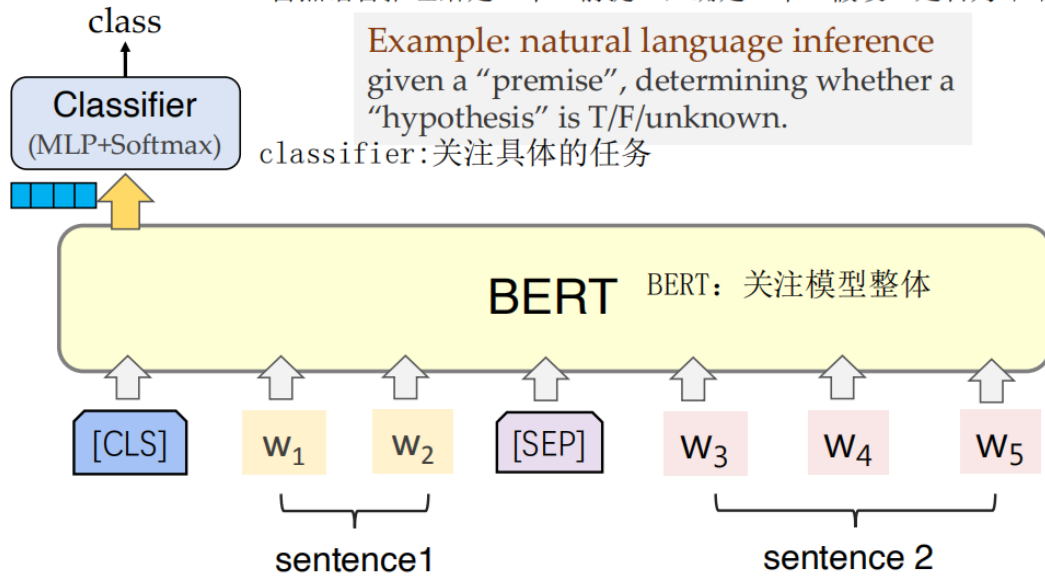 class
Example: natural language inference
given a “premise”, determining whether a
“hypothesis” is T/F/unknown.
Classifier
(MLP+Softmax)
classifier:关注具体的任务
BERT
BERT：关注模型整体
[CLS]
w1
w2
[SEP]
w3
w4
w5
sentence1
sentence 2